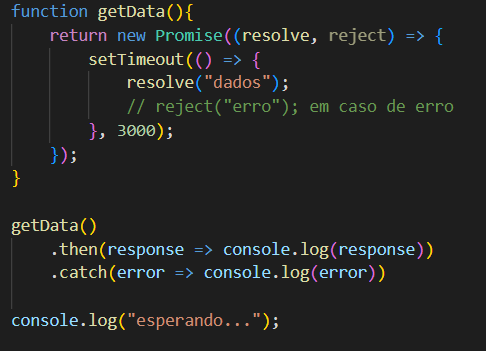 function getData(){
    return new Promise((resolve, reject) => {
        setTimeout(() => {
            resolve("dados");
            // reject("erro"); em caso de erro
        }, 3000);
    });
}

getData()
    .then(response => console.log(response))
    .catch(error => console.log(error))

console.log("esperando...");